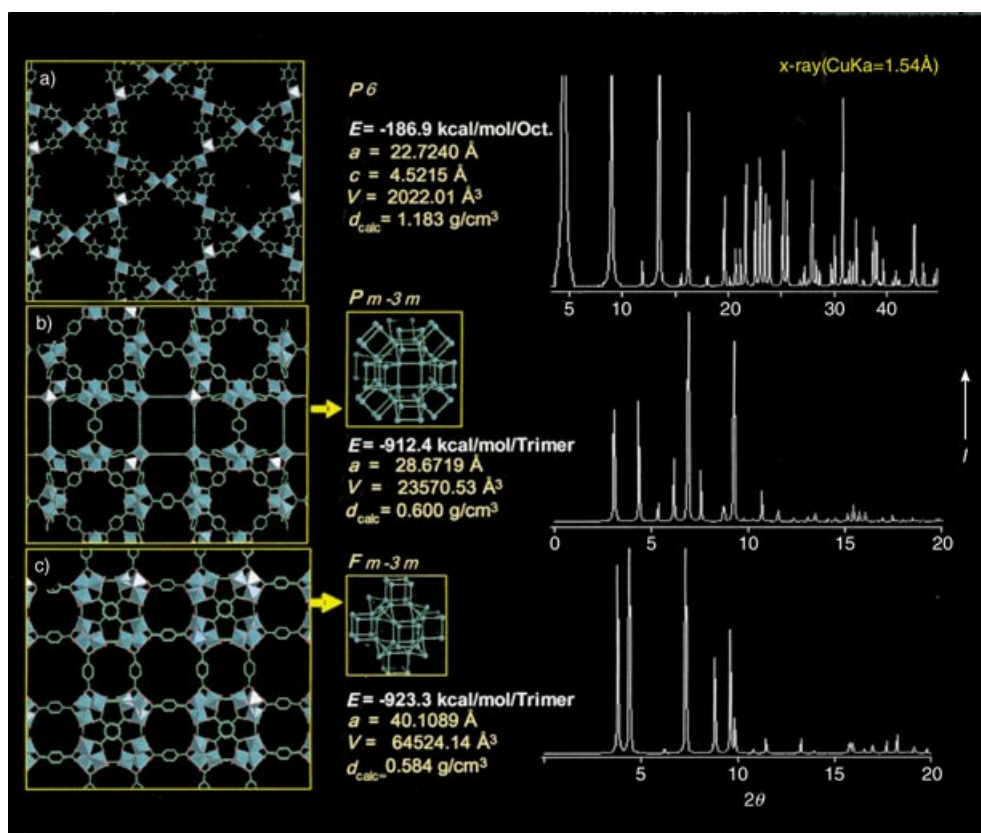 x-ray(CuKa=1.54Å)
a)
P 6
E= -186.9 kcal/mol/Oct.
a = 22.7240 Å
c = 4.5215 Å
V = 2022.01 Å³
dcalc= 1.183 g/cm³
5 10 20 30 40
b)
P m -3 m
E= -912.4 kcal/mol/Trimer
a = 28.6719 Å
V = 23570.53 Å³
dcalc= 0.600 g/cm³
I
0 5 10 15 20
c)
F m -3 m
E= -923.3 kcal/mol/Trimer
a = 40.1089 Å
V = 64524.14 Å³
dcalc= 0.584 g/cm³
5 10 15 20
2θ